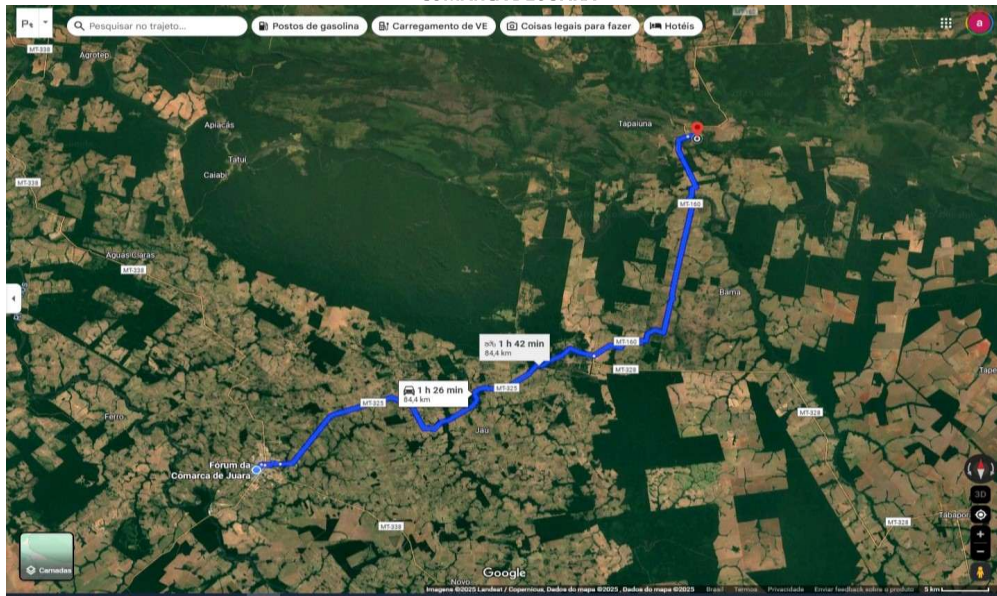 Pesquisar no trajeto...
Postos de gasolina
Carregamento de VE
Coisas legais para fazer
Hotéis
a
MT-338
Agrotep
Apiacás
Tatuí
Caiabi
Tapaiuna
MT-338
MT-160
Águas Claras
MT-338
Barna
1 h 42 min
84,4 km
MT-160
MT-328
1 h 26 min
84,4 km
MT-325
MT-325
Ferro
Jaú
MT-328
Fórum da
Comarca de Juara
3D
MT-338
MT-328
Tabapor
Camadas
Novo
Google
Imagens ©2025 Landsat / Copernicus, Dados do mapa ©2025 , Dados do mapa ©2025
Brasil
Termos
Privacidade
Enviar feedback sobre o produto
5 km